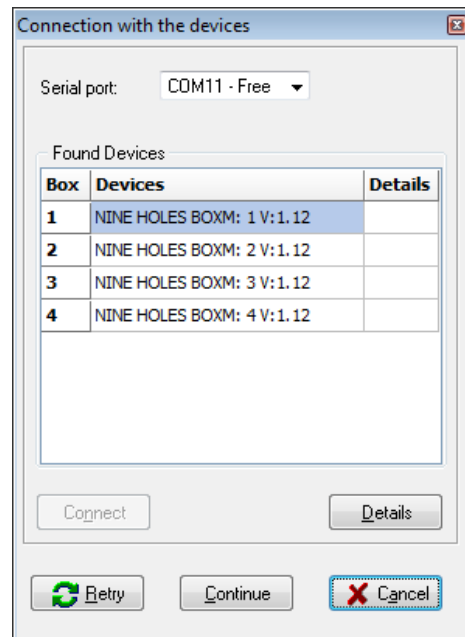 Connection with the devices
Serial port: COM11 - Free
Found Devices
Box Devices Details
1 NINE HOLES BOXM: 1 V:1.12
2 NINE HOLES BOXM: 2 V:1.12
3 NINE HOLES BOXM: 3 V:1.12
4 NINE HOLES BOXM: 4 V:1.12
Connect Details
Retry Continue Cancel